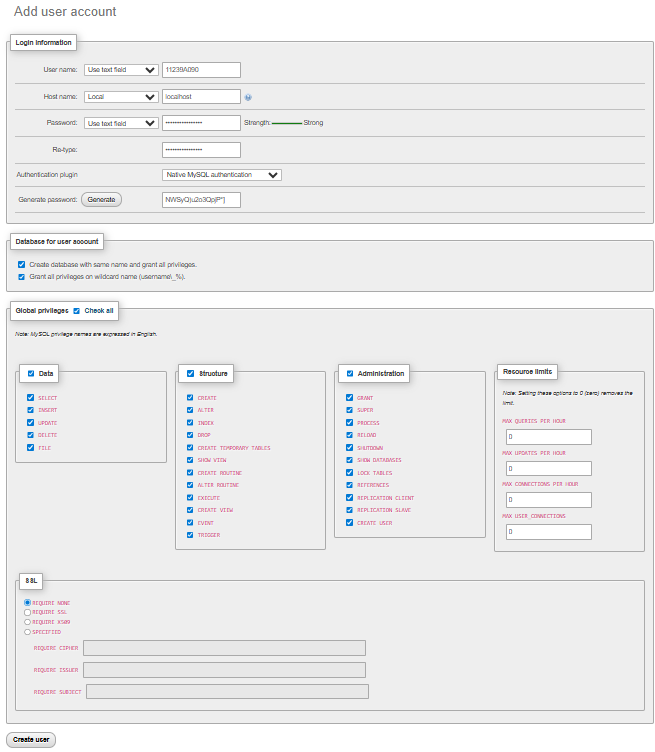 Add user account
Login Information
User name: Use text field 11239A090
Host name: Local localhost
Password: Use text field •••••••••••••••• Strength: Strong
Re-type: ••••••••••••••••
Authentication plugin Native MySQL authentication
Generate password: Generate
Database for user account
Create database with same name and grant all privileges.
Grant all privileges on wildcard name (username\_%).
Global privileges Check all
Note: MySQL privilege names are expressed in English.
Data
SELECT
INSERT
UPDATE
DELETE
FILE
Structure
CREATE
ALTER
INDEX
DROP
CREATE TEMPORARY TABLES
SHOW VIEW
CREATE ROUTINE
ALTER ROUTINE
EXECUTE
CREATE VIEW
EVENT
TRIGGER
Administration
GRANT
SUPER
PROCESS
RELOAD
SHUTDOWN
SHOW DATABASES
LOCK TABLES
REFERENCES
REPLICATION CLIENT
REPLICATION SLAVE
CREATE USER
Resource limits
Note: Setting these options to 0 (zero) removes the
limit.
MAX QUERIES PER HOUR
0
MAX UPDATES PER HOUR
0
MAX CONNECTIONS PER HOUR
0
MAX USER_CONNECTIONS
0
SSL
REQUIRE NONE
REQUIRE SSL
REQUIRE X509
SPECIFIED
REQUIRE CIPHER
REQUIRE ISSUER
REQUIRE SUBJECT
Create user